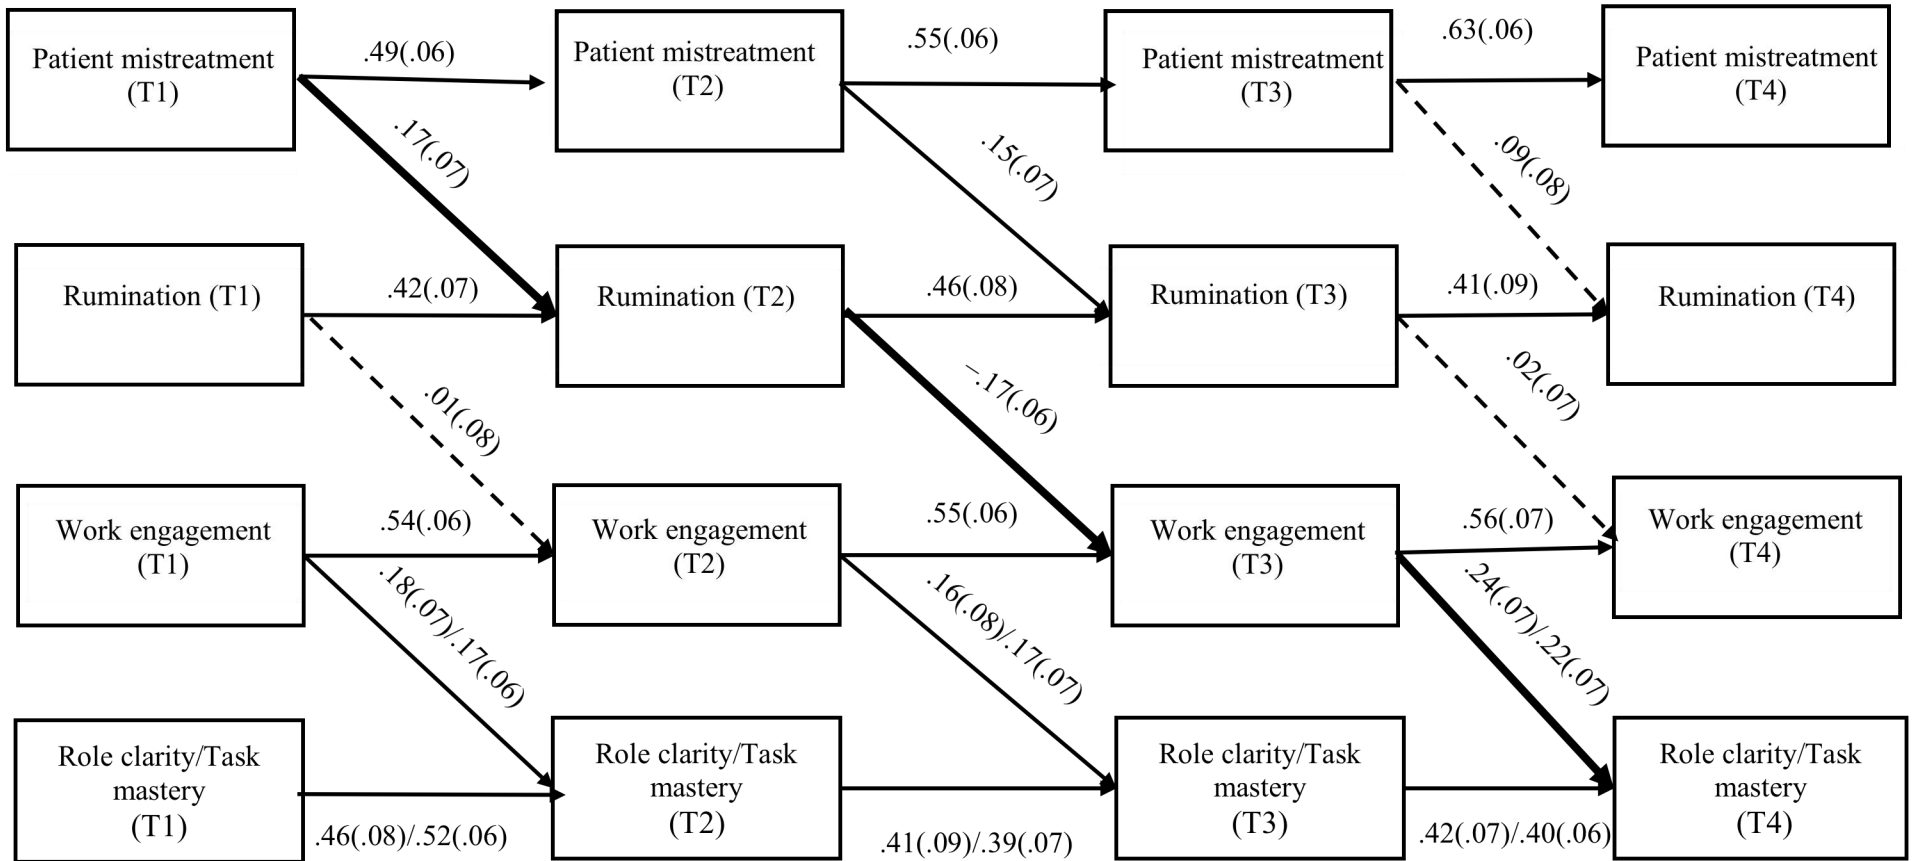 Patient mistreatment
(T1)
.49(.06)
Patient mistreatment
(T2)
.55(.06)
Patient mistreatment
(T3)
.63(.06)
Patient mistreatment
(T4)
.17(.07)
.15(.07)
.09(.08)
Rumination (T1)
.42(.07)
Rumination (T2)
.46(.08)
Rumination (T3)
.41(.09)
Rumination (T4)
.01(.08)
−.17(.06)
.02(.07)
Work engagement
(T1)
.54(.06)
Work engagement
(T2)
.55(.06)
Work engagement
(T3)
.56(.07)
Work engagement
(T4)
.18(.07)/.17(.06)
.16(.08)/.17(.07)
.24(.07)/.22(.07)
Role clarity/Task
mastery
(T1)
.46(.08)/.52(.06)
Role clarity/Task
mastery
(T2)
.41(.09)/.39(.07)
Role clarity/Task
mastery
(T3)
.42(.07)/.40(.06)
Role clarity/Task
mastery
(T4)